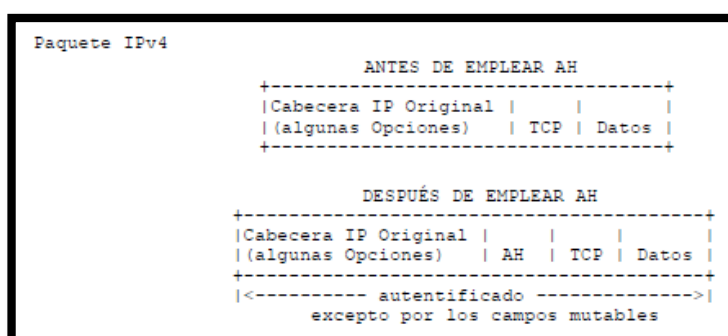 Paquete IPv4
ANTES DE EMPLEAR AH
+-----------------------------------+
|Cabecera IP Original | | |
|(algunas Opciones) | TCP | Datos |
+-----------------------------------+
DESPUÉS DE EMPLEAR AH
+-----------------------------------------+
|Cabecera IP Original | | | |
|(algunas Opciones) | AH | TCP | Datos |
+-----------------------------------------+
|<---------- autentificado -------------->|
excepto por los campos mutables